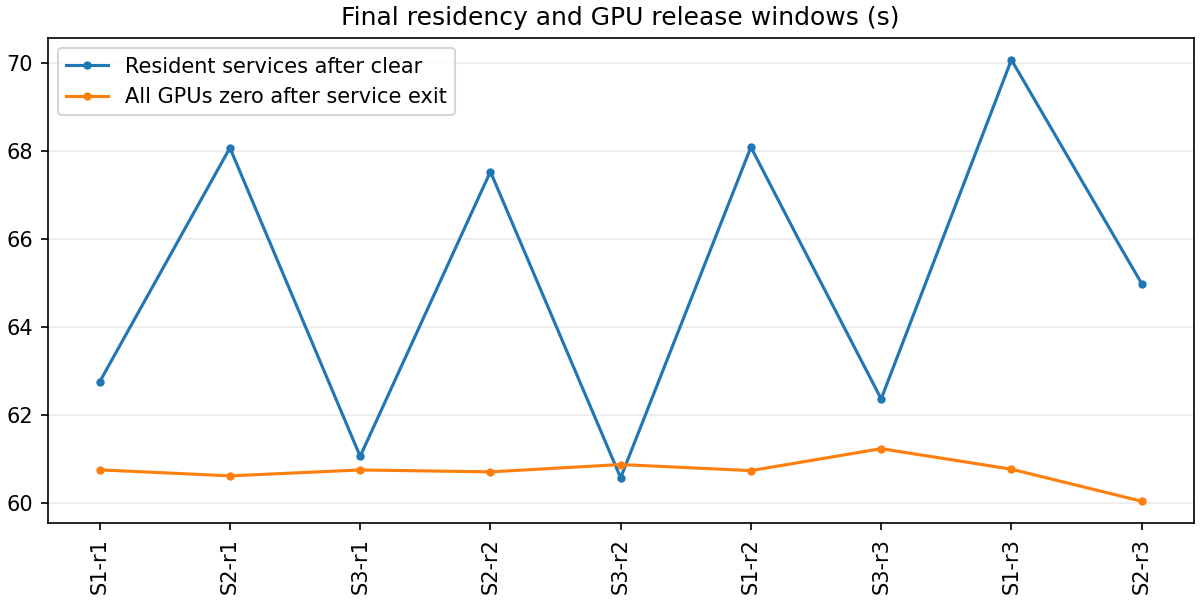 Final residency and GPU release windows (s)
Resident services after clear
All GPUs zero after service exit
70
68
66
64
62
60
S1-r1
S2-r1
S3-r1
S2-r2
S3-r2
S1-r2
S3-r3
S1-r3
S2-r3